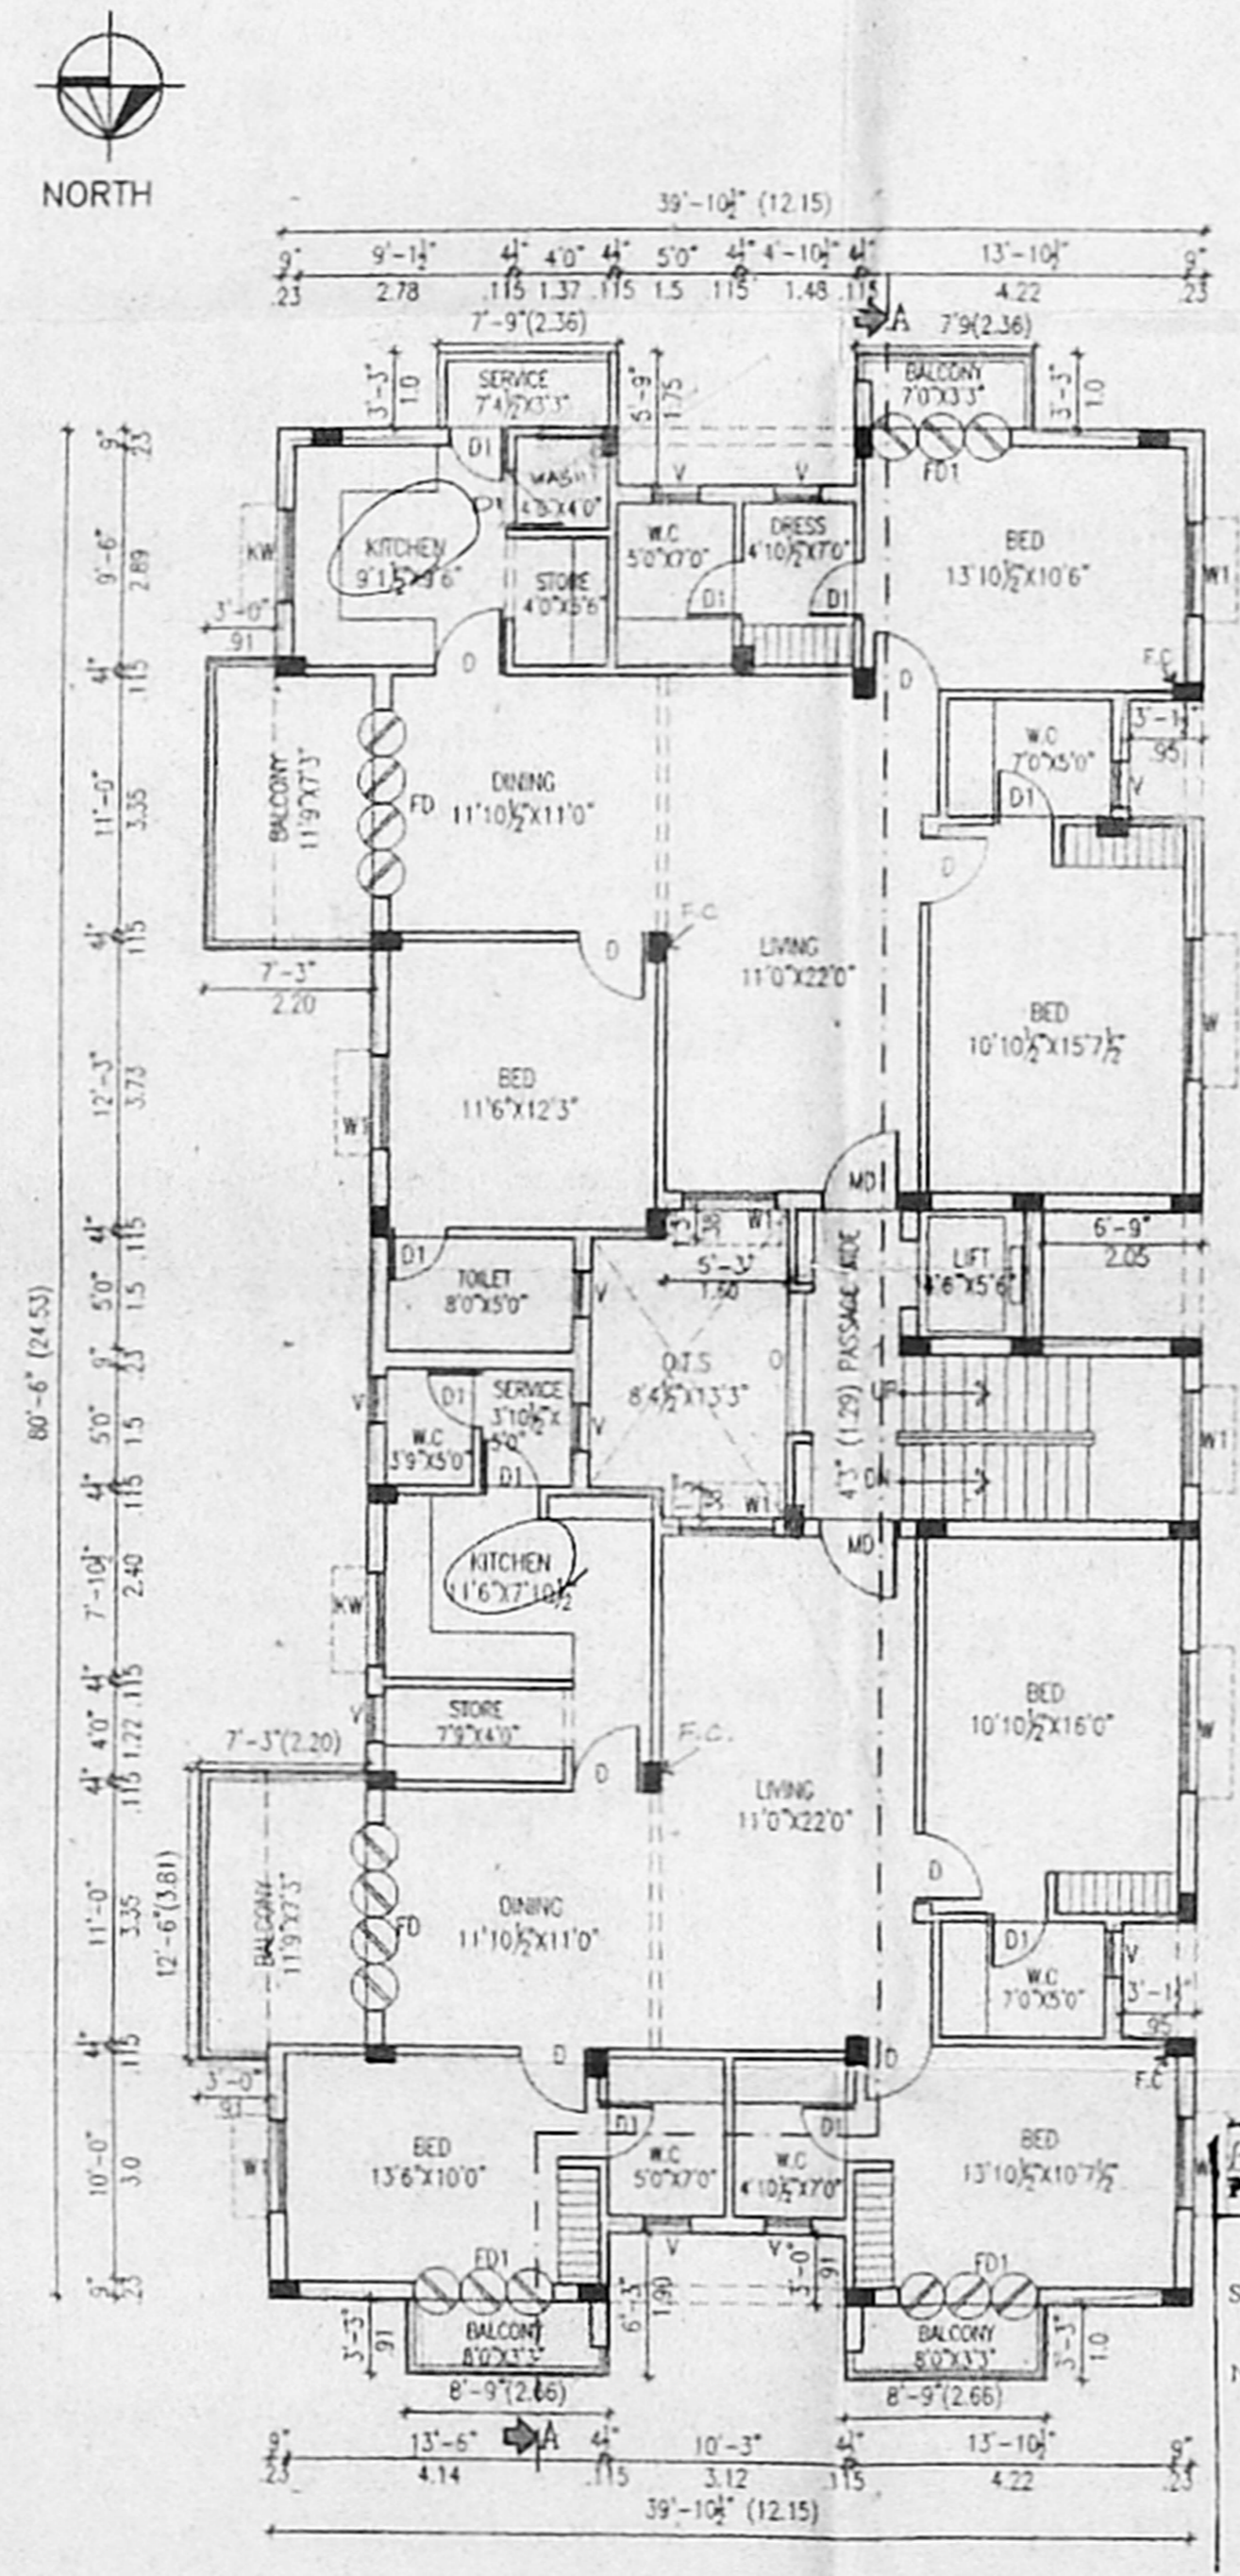 NORTH
39'-10½" (12.15)
9" 9'-1½" 4½" 4'0" 4½" 5'0" 4½" 4'-10½" 4½" 13'-10½" 9"
.23 2.78 .115 1.37 .115 1.5 .115 1.48 .115 4.22 .23
A
7'-9"(2.36)
7'9(2.36)
3'-3"
1.0
SERVICE
7'4½"X3'3"
5'-9"
1.75
BALCONY
7'0"X3'3"
3'-3"
1.0
9"
.23
D1
V
V
FD1
WASH
D1
KW
KITCHEN
9'1½"X9'6"
STORE
4'0"X5'6"
W.C
5'0"X7'0"
DRESS
4'10½"X7'0"
BED
13'10½"X10'6"
W1
D1
D1
9'-6"
2.89
3'-0"
.91
D
D
F.C
4½"
.115
W.C
7'0"X5'0"
3'-1½"
.95
D1
V
BALCONY
11'9"X7'3"
FD
DINING
11'10½"X11'0"
11'-0"
3.35
D
F.C
4½"
.115
D
LIVING
11'0"X22'0"
7'-3"
2.20
BED
10'10½"X15'7½"
W
BED
11'6"X12'3"
W1
12'-3"
3.73
MD
4½"
.115
D1
W1
5'-3"
1.60
6'-9"
2.05
LIFT
4'6"X5'6"
TOILET
8'0"X5'0"
V
5'0"
1.5
80'-6" (24.53)
4'3" (1.29) PASSAGE WIDE
O.T.S
8'4½"X13'3"
O
9"
.23
UP
DN
W1
V
D1
SERVICE
3'10½"X
5'0"
V
W.C
3'9"X5'0"
D1
5'0"
1.5
4½"
.115
W1
MD
KITCHEN
11'6"X7'10½"
KW
7'-10½"
2.40
BED
10'10½"X16'0"
W
4½"
.115
STORE
7'9"X4'0"
V
4'0"
1.22
F.C.
D
7'-3"(2.20)
4½"
.115
LIVING
11'0"X22'0"
D
12'-6"(3.81)
BALCONY
11'9"X7'3"
FD
DINING
11'10½"X11'0"
11'-0"
3.35
D1
V
W.C
7'0"X5'0"
3'-1½"
.95
4½"
.115
D
D
F.C
3'-0"
D1
D1
BED
13'6"X10'0"
W.C
5'0"X7'0"
W.C
4'10½"X7'0"
BED
13'10½"X10'7½"
10'-0"
3.0
FD1
V
V
3'-0"
.91
FD1
9"
.23
3'-3"
.91
BALCONY
8'0"X3'3"
6'-3"
1.90
BALCONY
8'0"X3'3"
3'-3"
1.0
8'-9"(2.66)
8'-9"(2.66)
A
9" 13'-6" 4½" 10'-3" 4½" 13'-10½" 9"
.23 4.14 .115 3.12 .115 4.22 .23
39'-10½" (12.15)